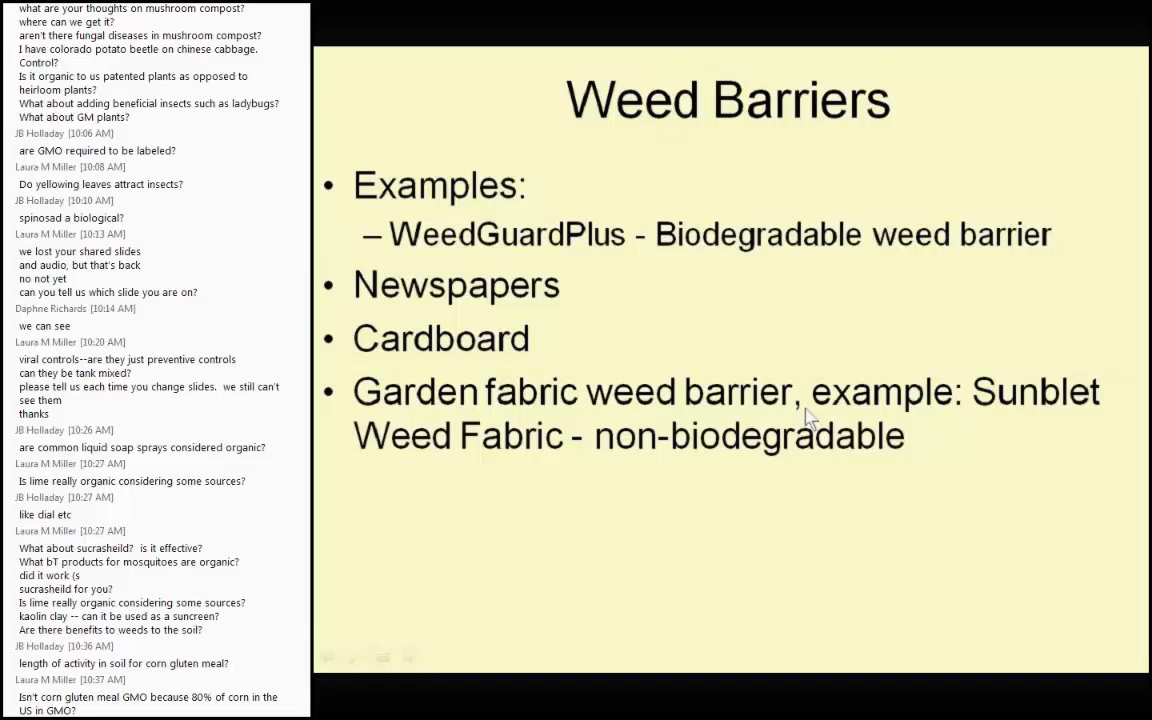 what are your thoughts on mushroom compost?
where can we get it?
aren't there fungal diseases in mushroom compost?
I have colorado potato beetle on chinese cabbage.
Control?
Is it organic to us patented plants as opposed to
heirloom plants?
What about adding beneficial insects such as ladybugs?
What about GM plants?
JB Holladay [10:06 AM]
are GMO required to be labeled?
Laura M Miller [10:08 AM]
Do yellowing leaves attract insects?
JB Holladay [10:10 AM]
spinosad a biological?
Laura M Miller [10:13 AM]
we lost your shared slides
and audio, but that's back
no not yet
can you tell us which slide you are on?
Daphne Richards [10:14 AM]
we can see
Laura M Miller [10:20 AM]
viral controls--are they just preventive controls
can they be tank mixed?
please tell us each time you change slides. we still can't
see them
thanks
JB Holladay [10:26 AM]
are common liquid soap sprays considered organic?
Laura M Miller [10:27 AM]
Is lime really organic considering some sources?
JB Holladay [10:27 AM]
like dial etc
Laura M Miller [10:27 AM]
What about sucrasheild? is it effective?
What bT products for mosquitoes are organic?
did it work (s
sucrasheild for you?
Is lime really organic considering some sources?
kaolin clay -- can it be used as a suncreen?
Are there benefits to weeds to the soil?
JB Holladay [10:36 AM]
length of activity in soil for corn gluten meal?
Laura M Miller [10:37 AM]
Isn't corn gluten meal GMO because 80% of corn in the
US in GMO?
Weed Barriers
• Examples:
– WeedGuardPlus - Biodegradable weed barrier
• Newspapers
• Cardboard
• Garden fabric weed barrier, example: Sunblet
Weed Fabric - non-biodegradable